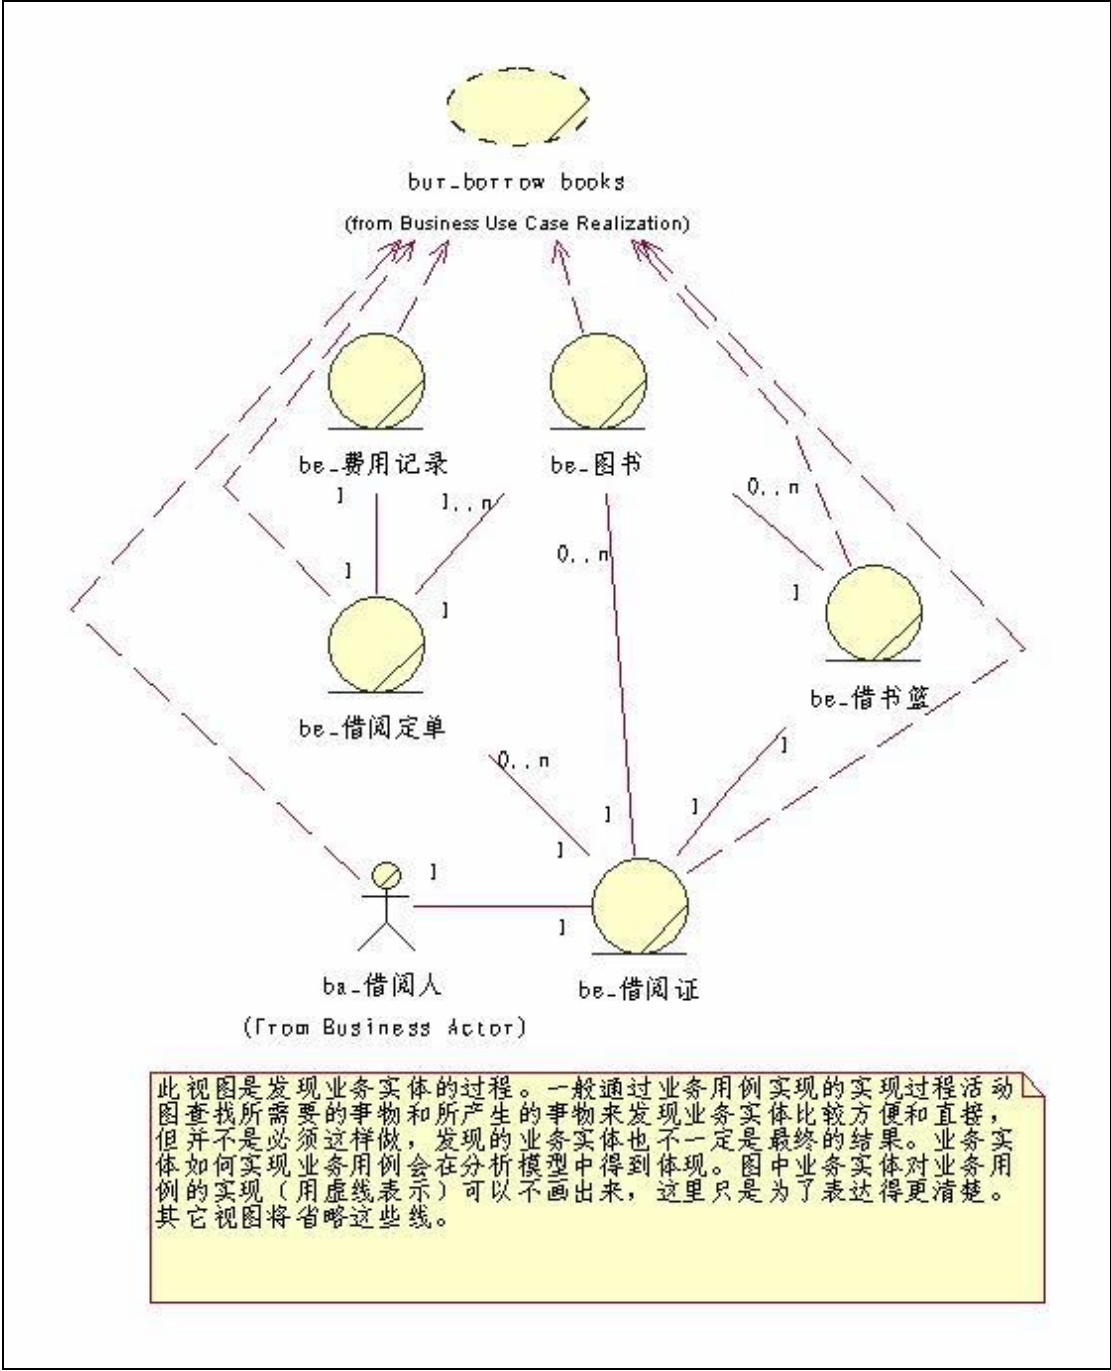 bur_borrow books
(from Business Use Case Realization)
be_费用记录
be_图书
1
1..n
0..n
0..n
1
1
1
be_借阅定单
be_借书篮
0..n
1
1
1
1
1
1
ba_借阅人
(from Business Actor)
be_借阅证
此视图是发现业务实体的过程。一般通过业务用例实现的实现过程活动
图查找所需要的事物和所产生的事物来发现业务实体比较方便和直接，
但并不是必须这样做，发现的业务实体也不一定是最终的结果。业务实
体如何实现业务用例会在分析模型中得到体现。图中业务实体对业务用
例的实现（用虚线表示）可以不画出来，这里只是为了表达得更清楚。
其它视图将省略这些线。